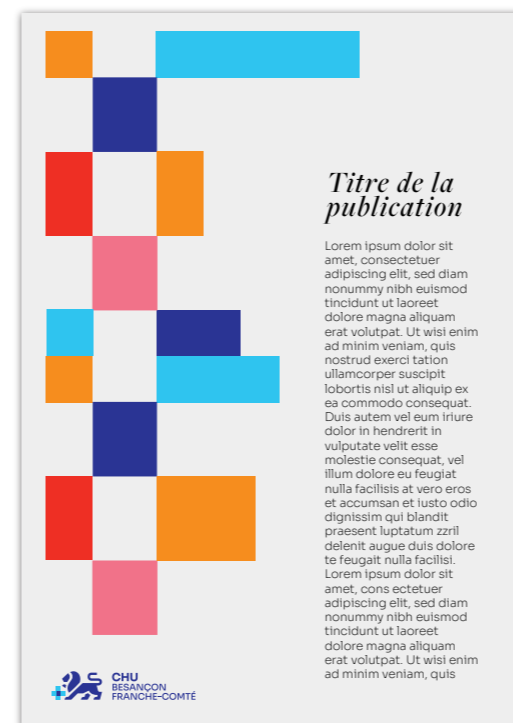 Titre de la
publication
Lorem ipsum dolor sit
amet, consectetuer
adipiscing elit, sed diam
nonummy nibh euismod
tincidunt ut laoreet
dolore magna aliquam
erat volutpat. Ut wisi enim
ad minim veniam, quis
nostrud exerci tation
ullamcorper suscipit
lobortis nisl ut aliquip ex
ea commodo consequat.
Duis autem vel eum iriure
dolor in hendrerit in
vulputate velit esse
molestie consequat, vel
illum dolore eu feugiat
nulla facilisis at vero eros
et accumsan et iusto odio
dignissim qui blandit
praesent luptatum zzril
delenit augue duis dolore
te feugait nulla facilisi.
Lorem ipsum dolor sit
amet, cons ectetuer
adipiscing elit, sed diam
nonummy nibh euismod
tincidunt ut laoreet
dolore magna aliquam
erat volutpat. Ut wisi enim
ad minim veniam, quis
CHU
BESANÇON
FRANCHE-COMTÉ